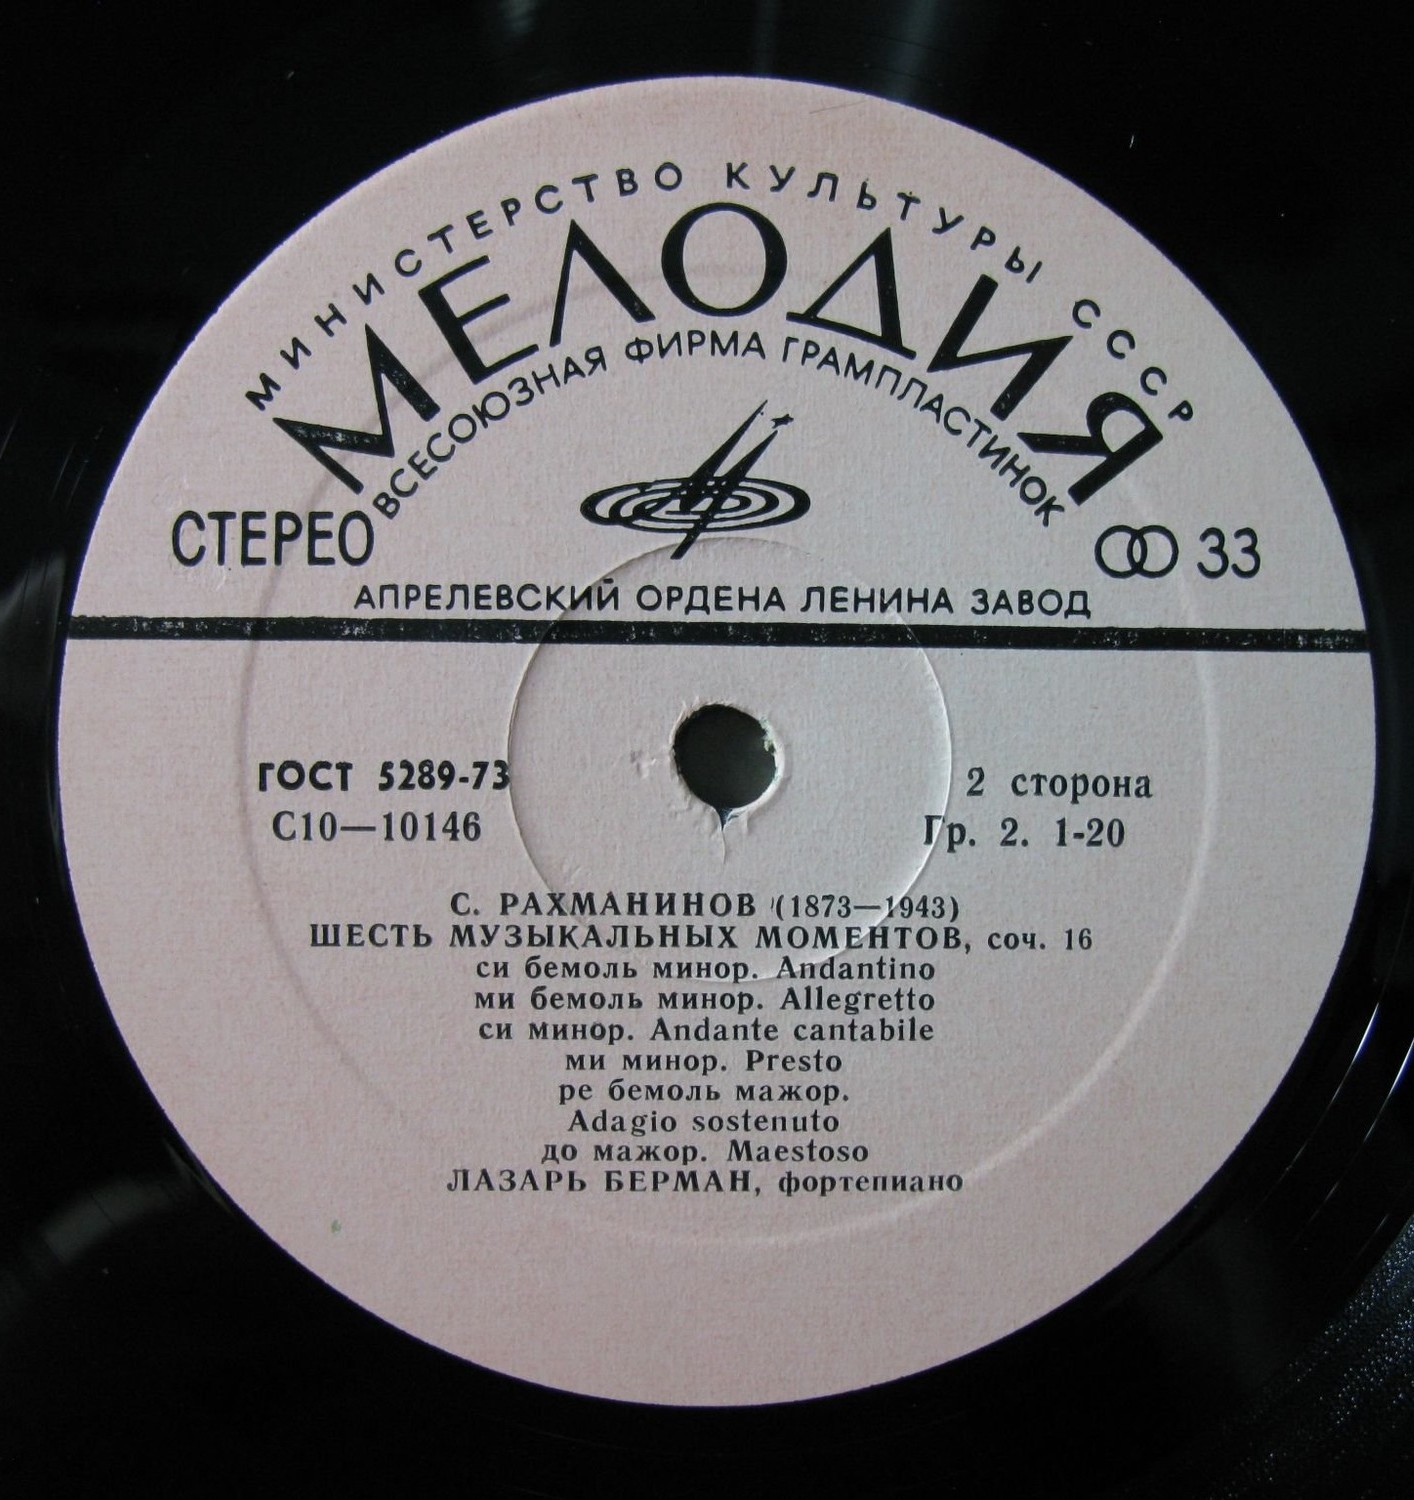 МИНИСТЕРСТВО КУЛЬТУРЫ СССР
МЕЛОДИЯ
ВСЕСОЮЗНАЯ ФИРМА ГРАМПЛАСТИНОК
СТЕРЕО
33
АПРЕЛЕВСКИЙ ОРДЕНА ЛЕНИНА ЗАВОД
ГОСТ 5289-73
2 сторона
С10—10146
Гр. 2. 1-20
С. РАХМАНИНОВ (1873—1943)
ШЕСТЬ МУЗЫКАЛЬНЫХ МОМЕНТОВ, соч. 16
си бемоль минор. Andantino
ми бемоль минор. Allegretto
си минор. Andante cantabile
ми минор. Presto
ре бемоль мажор.
Adagio sostenuto
до мажор. Maestoso
ЛАЗАРЬ БЕРМАН, фортепиано